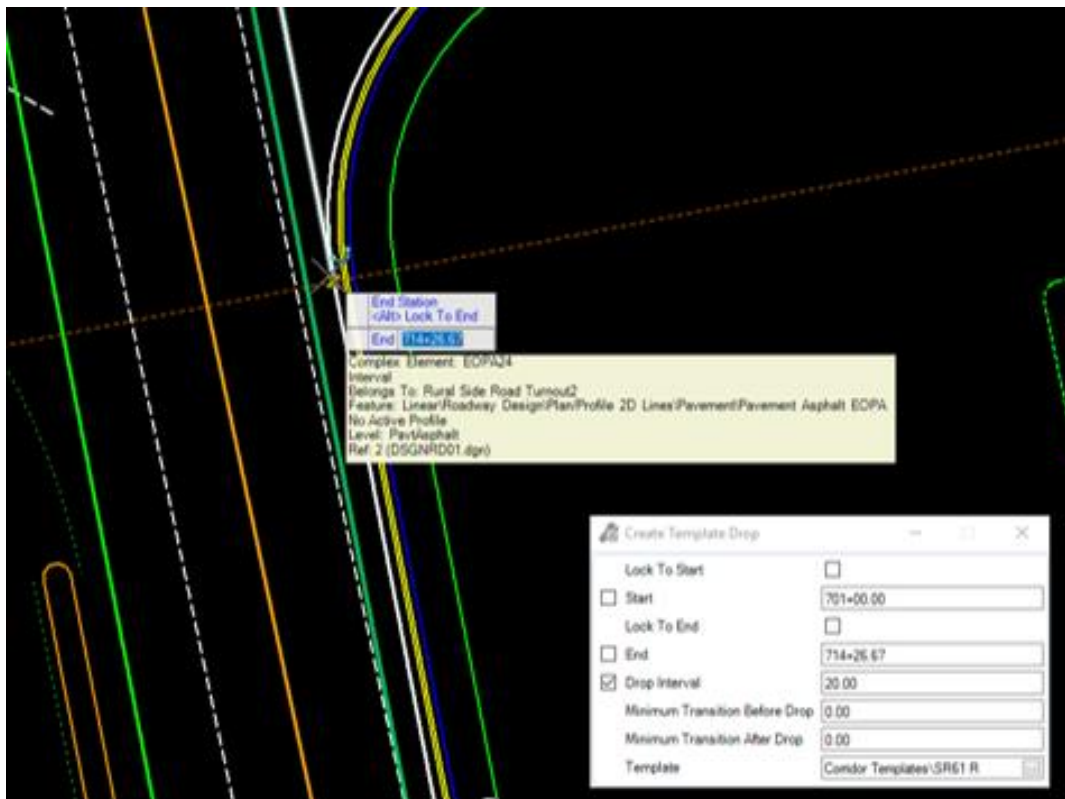 End Station
<Alt> Lock To End
End 714+26.67
Complex Element: EOPA24
Interval
Belongs To: Rural Side Road Turnout2
Feature: Linear\Roadway Design\Plan/Profile 2D Lines\Pavement\Pavement Asphalt EOPA
No Active Profile
Level: PavtAsphalt
Ref: 2 (DSGNRD01.dgn)
Create Template Drop
Lock To Start
Start 701+00.00
Lock To End
End 714+26.67
Drop Interval 20.00
Minimum Transition Before Drop 0.00
Minimum Transition After Drop 0.00
Template Corridor Templates\SR61 R